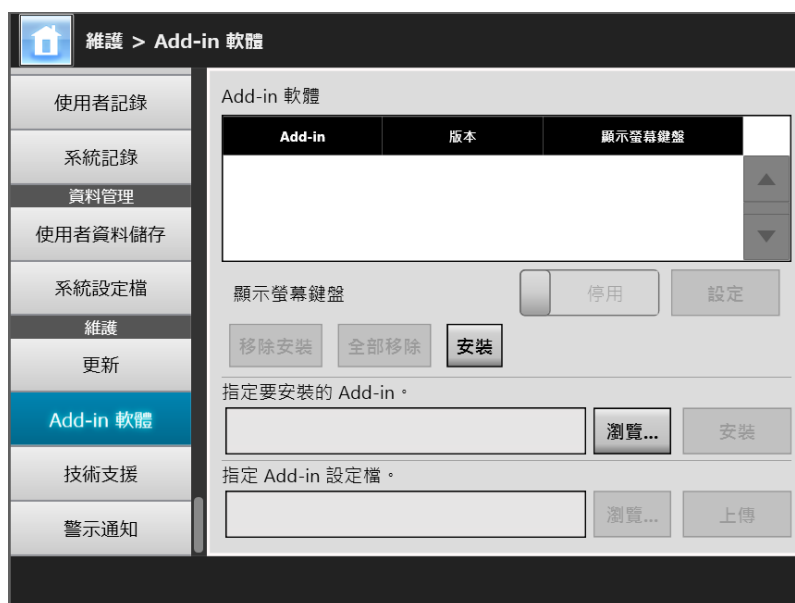 維護 > Add-in 軟體
使用者記錄
系統記錄
資料管理
使用者資料儲存
系統設定檔
維護
更新
Add-in 軟體
技術支援
警示通知
Add-in 軟體
Add-in 版本 顯示螢幕鍵盤
顯示螢幕鍵盤 停用 設定
移除安裝 全部移除 安裝
指定要安裝的 Add-in。
瀏覽... 安裝
指定 Add-in 設定檔。
瀏覽... 上傳